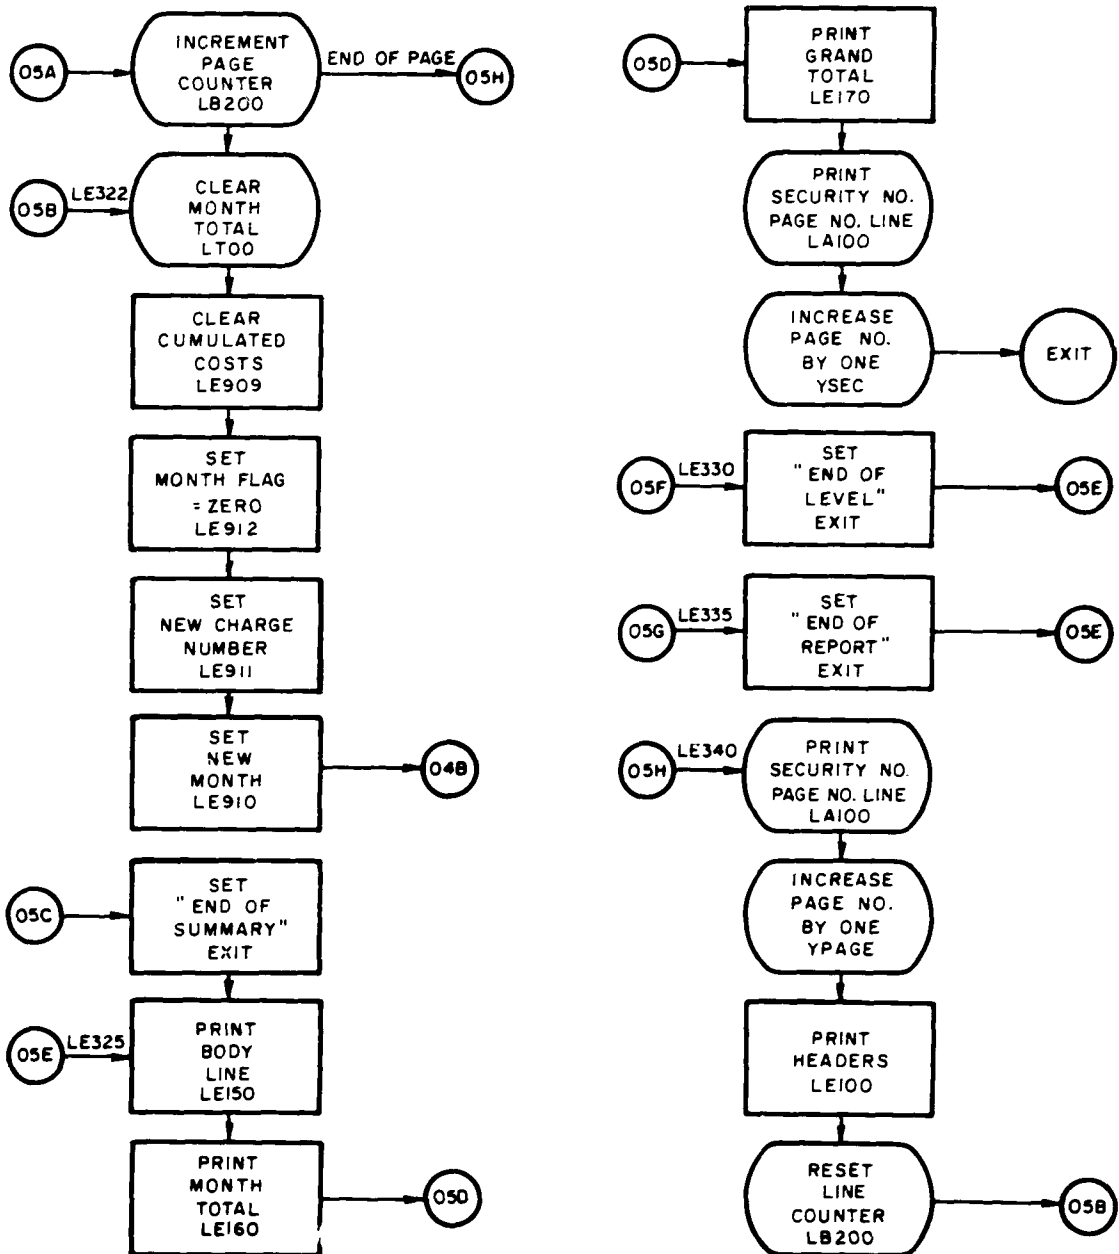 05A
INCREMENT
PAGE
COUNTER
LB200
END OF PAGE
05H
05B
LE322
CLEAR
MONTH
TOTAL
LT00
CLEAR
CUMULATED
COSTS
LE909
SET
MONTH FLAG
= ZERO
LE912
SET
NEW CHARGE
NUMBER
LE911
SET
NEW
MONTH
LE910
04B
05C
SET
"END OF
SUMMARY"
EXIT
05E
LE325
PRINT
BODY
LINE
LE150
PRINT
MONTH
TOTAL
LE160
05D
05D
PRINT
GRAND
TOTAL
LE170
PRINT
SECURITY NO.
PAGE NO. LINE
LA100
INCREASE
PAGE NO.
BY ONE
YSEC
EXIT
05F
LE330
SET
"END OF
LEVEL"
EXIT
05E
05G
LE335
SET
"END OF
REPORT"
EXIT
05E
05H
LE340
PRINT
SECURITY NO.
PAGE NO. LINE
LA100
INCREASE
PAGE NO.
BY ONE
YPAGE
PRINT
HEADERS
LE100
RESET
LINE
COUNTER
LB200
05B